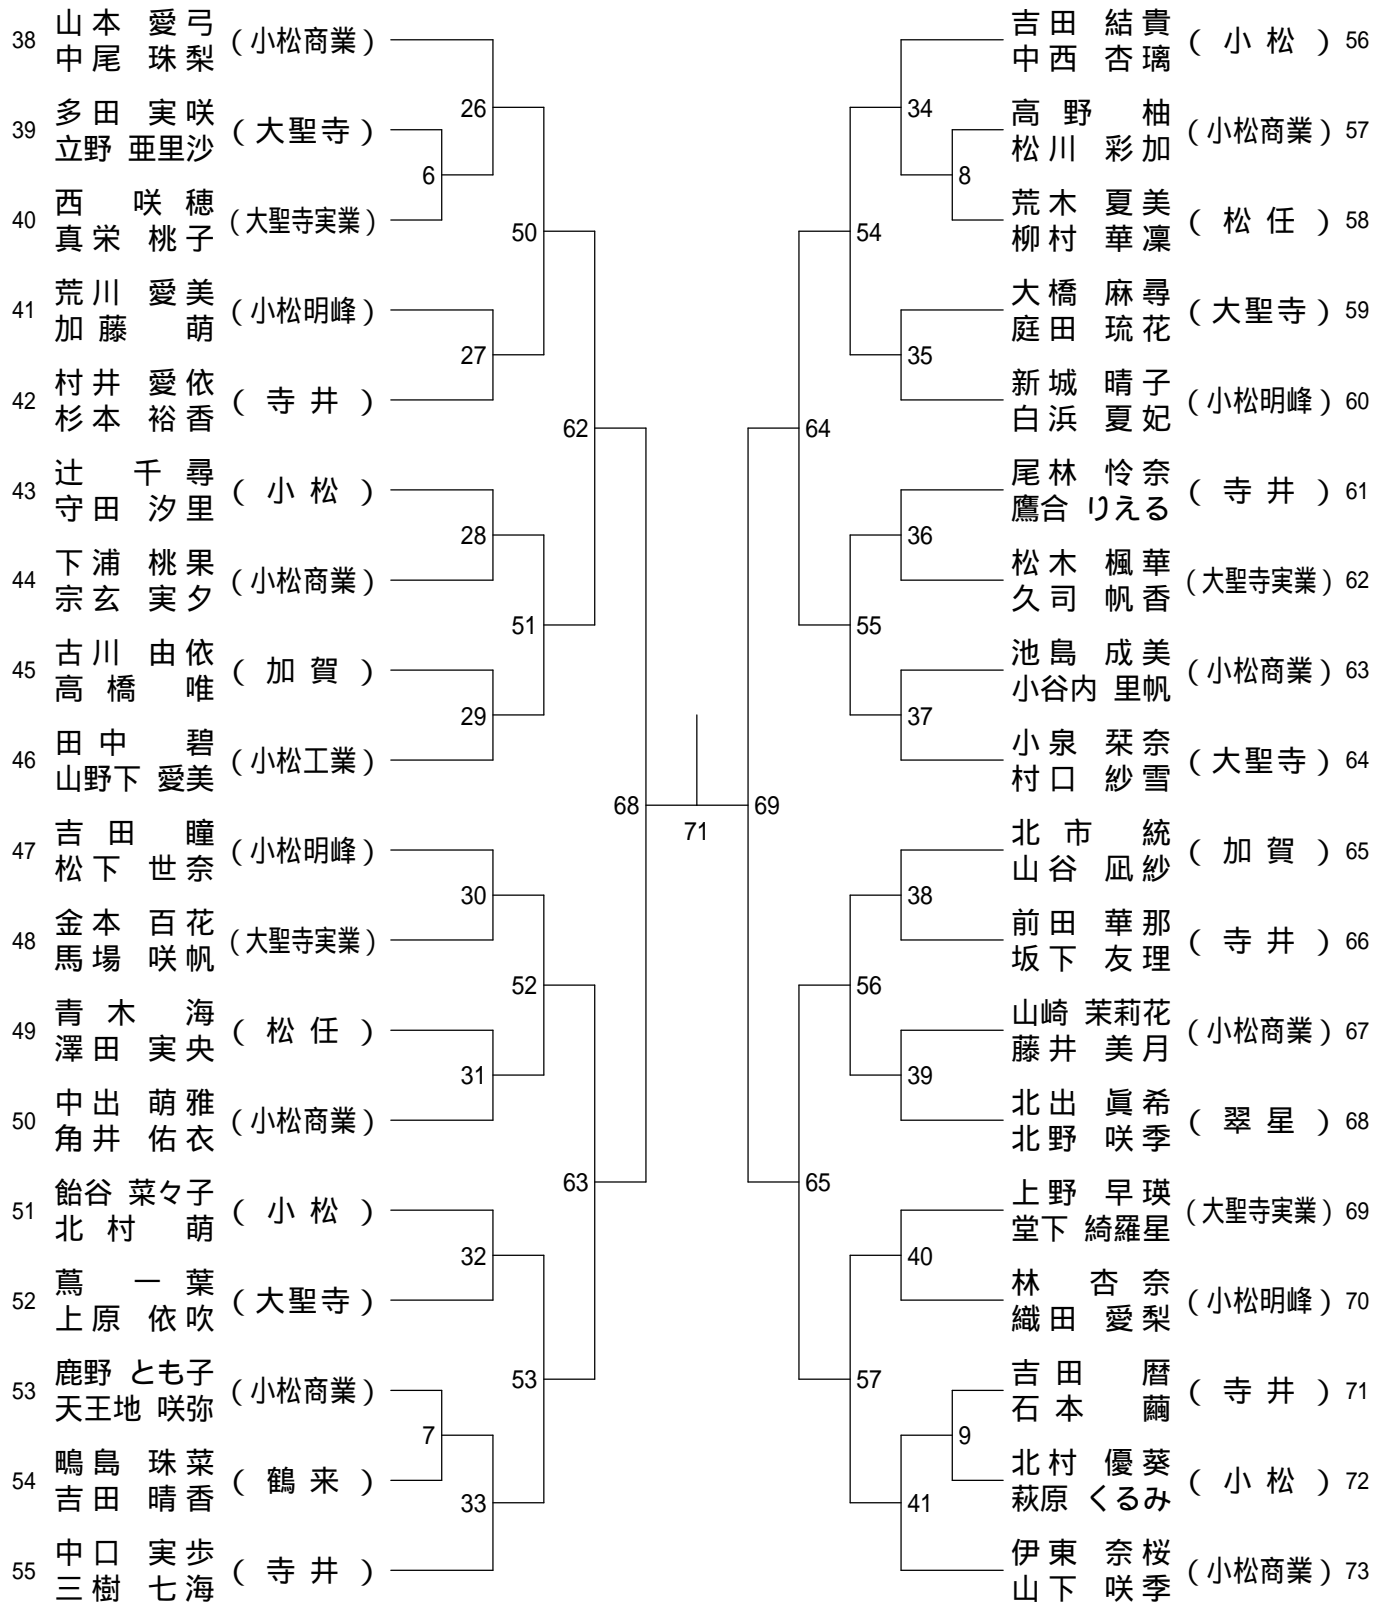 38 山本 愛弓 (小松商業)
中尾 珠梨
39 多田 実咲 (大聖寺)
立野 亜里沙
40 西 咲穂 (大聖寺実業)
真栄 桃子
41 荒川 愛美 (小松明峰)
加藤 萌
42 村井 愛依 (寺井)
杉本 裕香
43 辻 千尋 (小松)
守田 汐里
44 下浦 桃果 (小松商業)
宗玄 実夕
45 古川 由依 (加賀)
高橋 唯
46 田中 碧 (小松工業)
山野下 愛美
47 吉田 瞳 (小松明峰)
松下 世奈
48 金本 百花 (大聖寺実業)
馬場 咲帆
49 青木 海 (松任)
澤田 実央
50 中出 萌雅 (小松商業)
角井 佑衣
51 飴谷 菜々子 (小松)
北村 萌
52 蔦 一葉 (大聖寺)
上原 依吹
53 鹿野 とも子 (小松商業)
天王地 咲弥
54 鴫島 珠菜 (鶴来)
吉田 晴香
55 中口 実歩 (寺井)
三樹 七海
26
6
50
27
62
28
51
29
68
30
52
31
63
32
53
7
33
71
69
34
8
54
35
64
36
55
37
38
56
39
65
40
57
9
41
吉田 結貴 (小松) 56
中西 杏璃
高野 柚 (小松商業) 57
松川 彩加
荒木 夏美 (松任) 58
柳村 華凜
大橋 麻尋 (大聖寺) 59
庭田 琉花
新城 晴子 (小松明峰) 60
白浜 夏妃
尾林 怜奈 (寺井) 61
鷹合 りえる
松木 楓華 (大聖寺実業) 62
久司 帆香
池島 成美 (小松商業) 63
小谷内 里帆
小泉 栞奈 (大聖寺) 64
村口 紗雪
北市 統 (加賀) 65
山谷 凪紗
前田 華那 (寺井) 66
坂下 友理
山崎 茉莉花 (小松商業) 67
藤井 美月
北出 眞希 (翠星) 68
北野 咲季
上野 早瑛 (大聖寺実業) 69
堂下 綺羅星
林 杏奈 (小松明峰) 70
織田 愛梨
吉田 暦 (寺井) 71
石本 繭
北村 優葵 (小松) 72
萩原 くるみ
伊東 奈桜 (小松商業) 73
山下 咲季